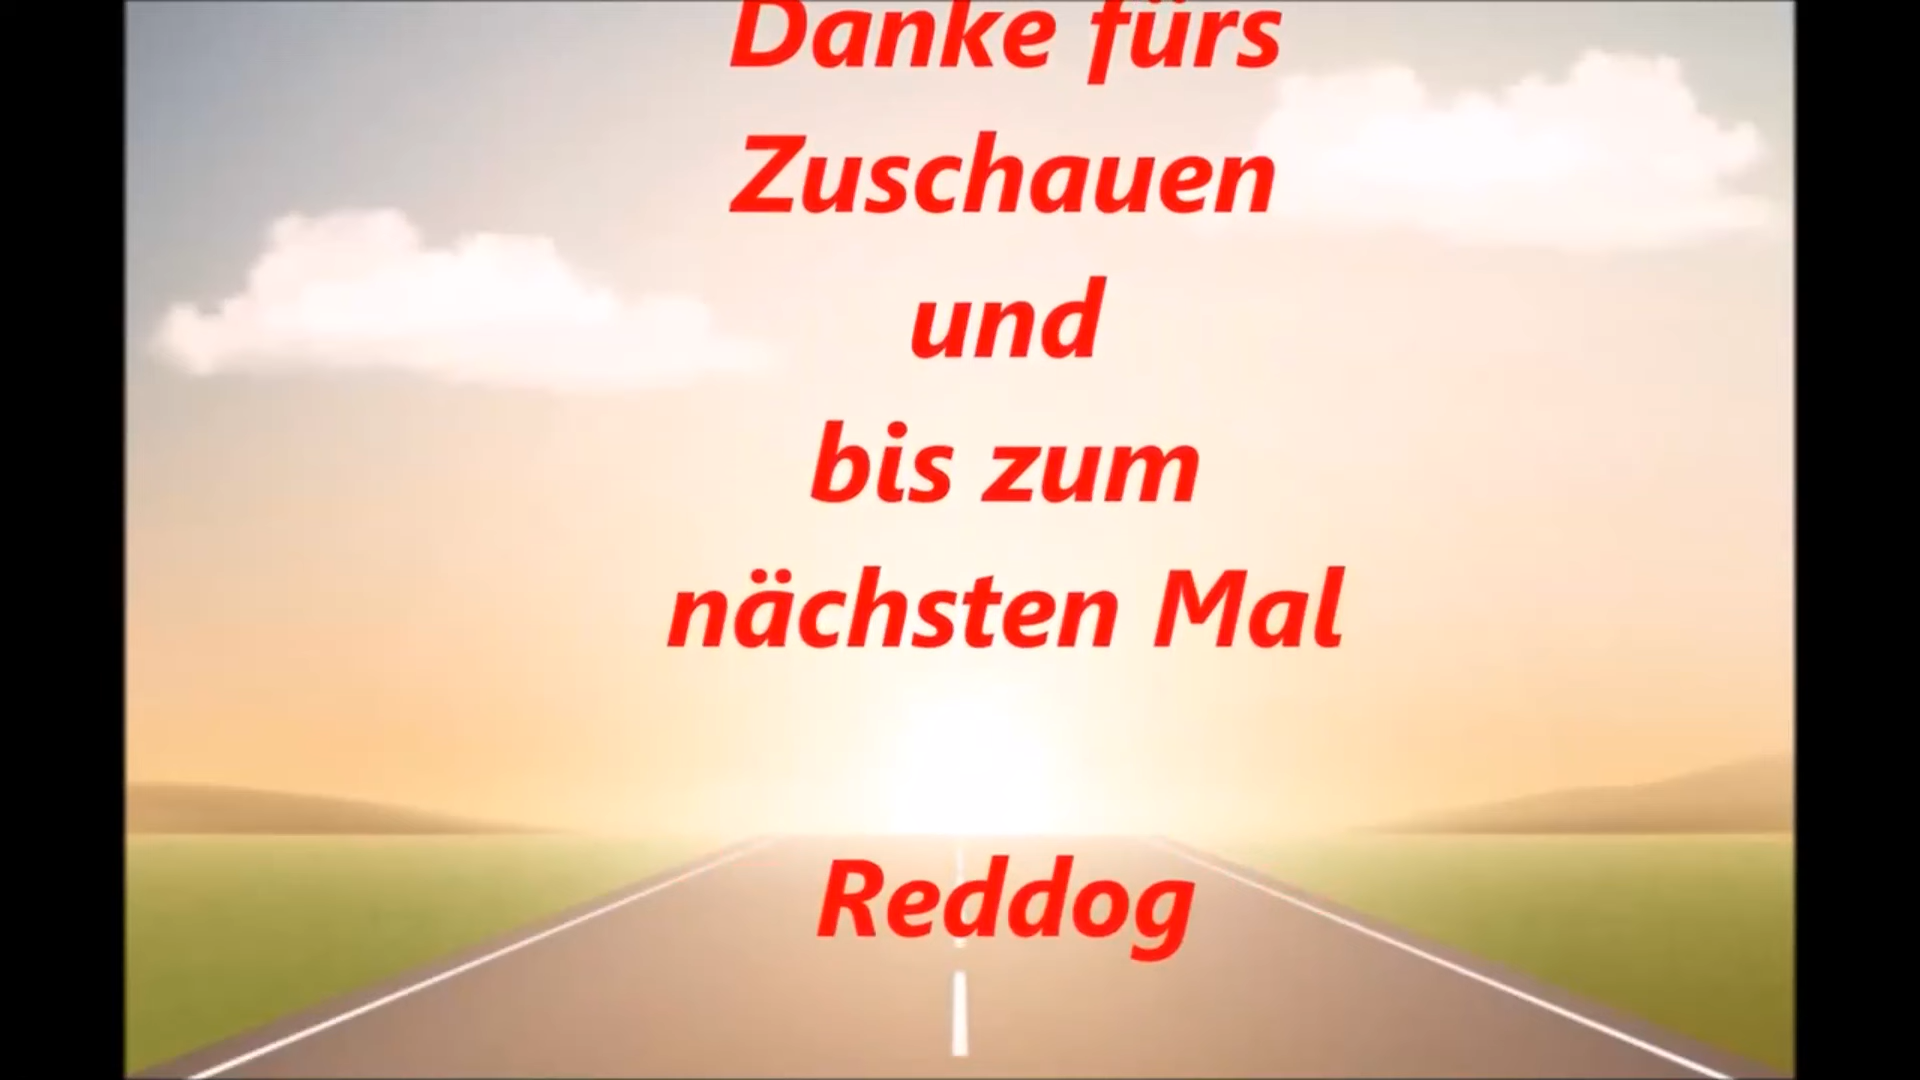 Danke fürs
Zuschauen
und
bis zum
nächsten Mal
Reddog